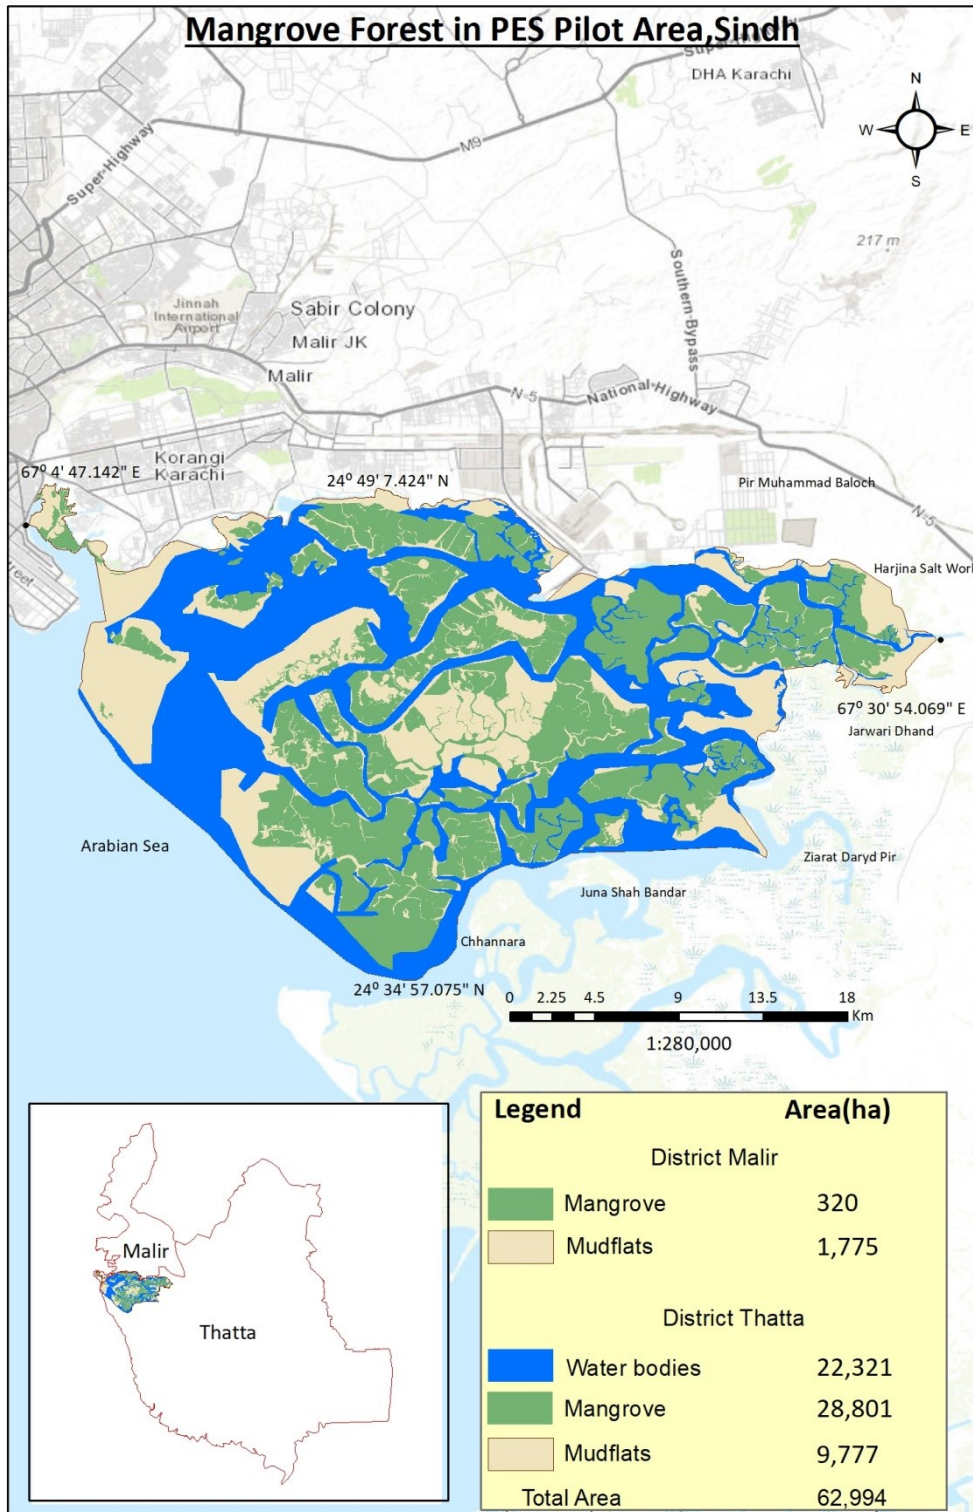 Mangrove Forest in PES Pilot Area,Sindh
Super-Highway
DHA Karachi
N
W
E
S
M9
Super-Highway
217 m
Southern-Bypass
Jinnah
International
Airport
Sabir Colony
Malir JK
Malir
N-5
National-Highway
Korangi
Karachi
67⁰ 4' 47.142" E
24⁰ 49' 7.424" N
Pir Muhammad Baloch
N-5
Harjina Salt Work
67⁰ 30' 54.069" E
Jarwari Dhand
Arabian Sea
Ziarat Daryd Pir
Juna Shah Bandar
Chhannara
24⁰ 34' 57.075" N
0 2.25 4.5 9 13.5 18
Km
1:280,000
Malir
Thatta
Legend Area(ha)
District Malir
Mangrove 320
Mudflats 1,775
District Thatta
Water bodies 22,321
Mangrove 28,801
Mudflats 9,777
Total Area 62,994